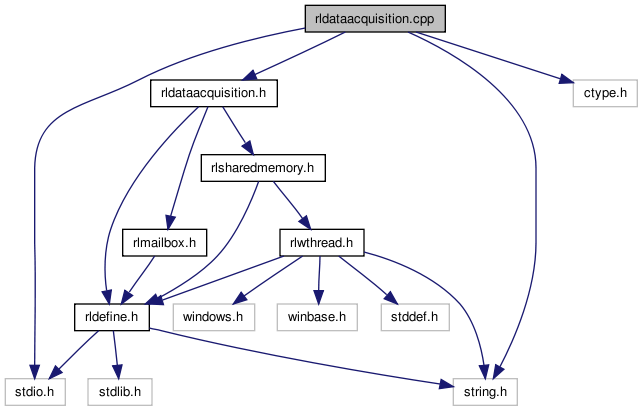 rldataacquisition.cpp
rldataacquisition.h
ctype.h
rlsharedmemory.h
rlmailbox.h
rlwthread.h
rldefine.h
windows.h
winbase.h
stddef.h
stdio.h
stdlib.h
string.h